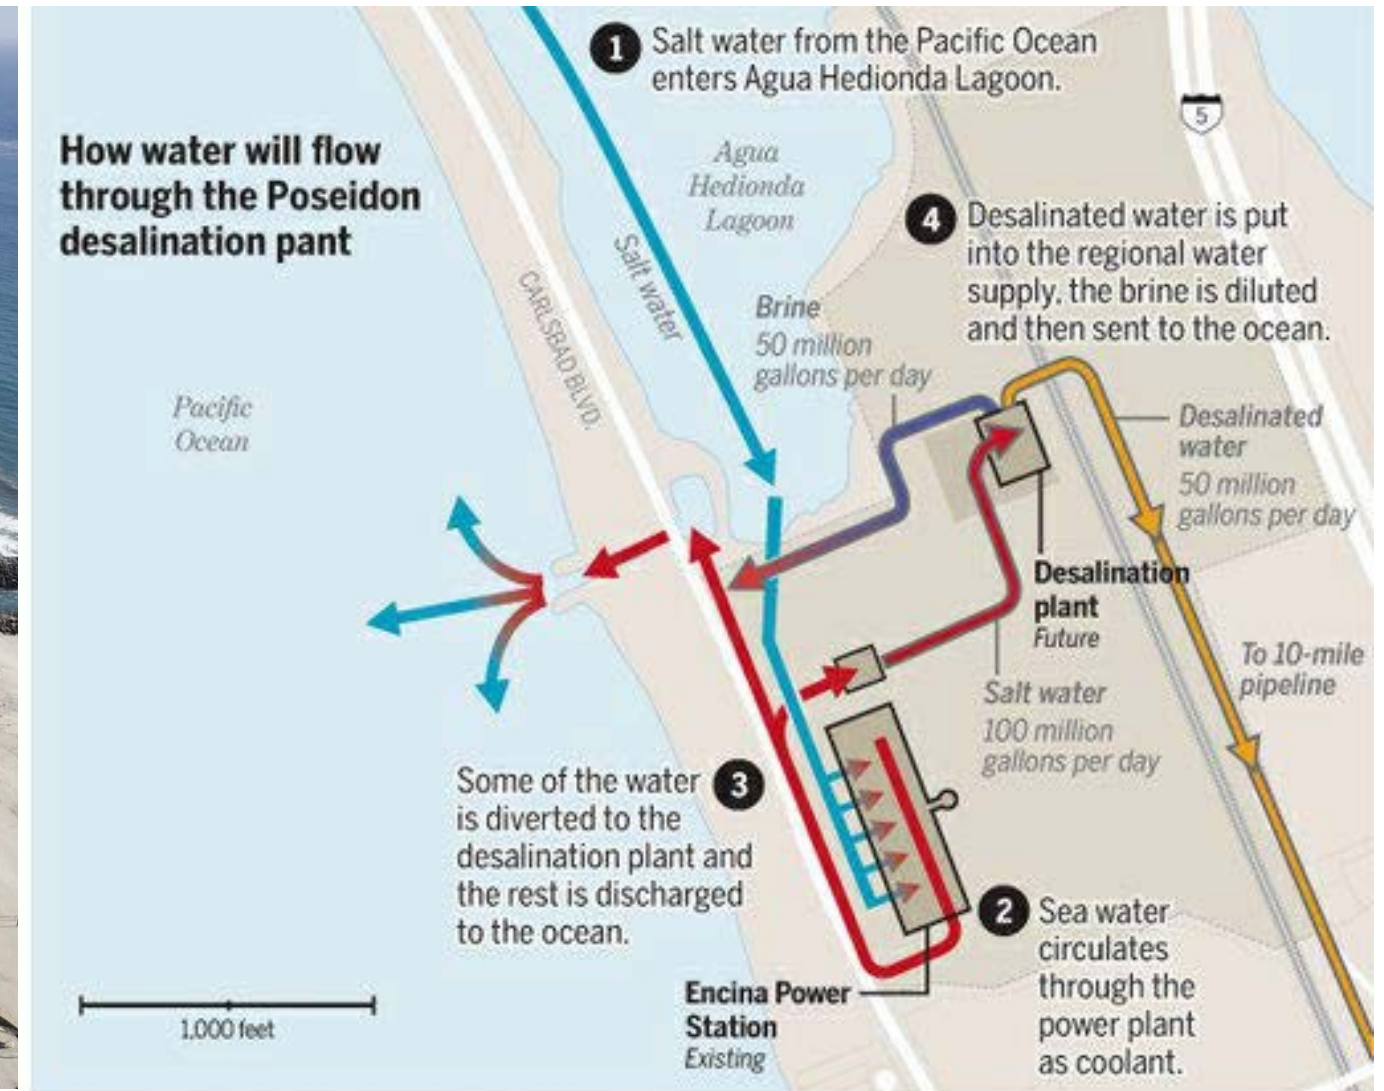 How water will flow
through the Poseidon
desalination pant
1
Salt water from the Pacific Ocean
enters Agua Hedionda Lagoon.
5
Agua
Hedionda
Lagoon
4
Desalinated water is put
into the regional water
supply, the brine is diluted
and then sent to the ocean.
Salt water
CARLSBAD BLVD.
Brine
50 million
gallons per day
Pacific
Ocean
Desalinated
water
50 million
gallons per day
Desalination
plant
Future
To 10-mile
pipeline
Salt water
100 million
gallons per day
3
Some of the water
is diverted to the
desalination plant and
the rest is discharged
to the ocean.
2
Sea water
circulates
through the
power plant
as coolant.
Encina Power
Station
Existing
1,000 feet